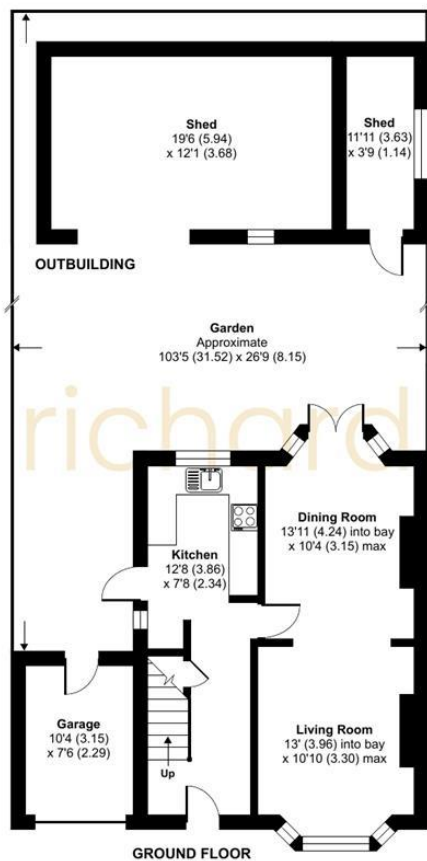 Shed
19'6 (5.94)
x 12'1 (3.68)
Shed
11'11 (3.63)
x 3'9 (1.14)
OUTBUILDING
Garden
Approximate
103'5 (31.52) x 26'9 (8.15)
richard
Dining Room
13'11 (4.24) into bay
x 10'4 (3.15) max
Kitchen
12'8 (3.86)
x 7'8 (2.34)
Garage
10'4 (3.15)
x 7'6 (2.29)
Up
Living Room
13' (3.96) into bay
x 10'10 (3.30) max
GROUND FLOOR